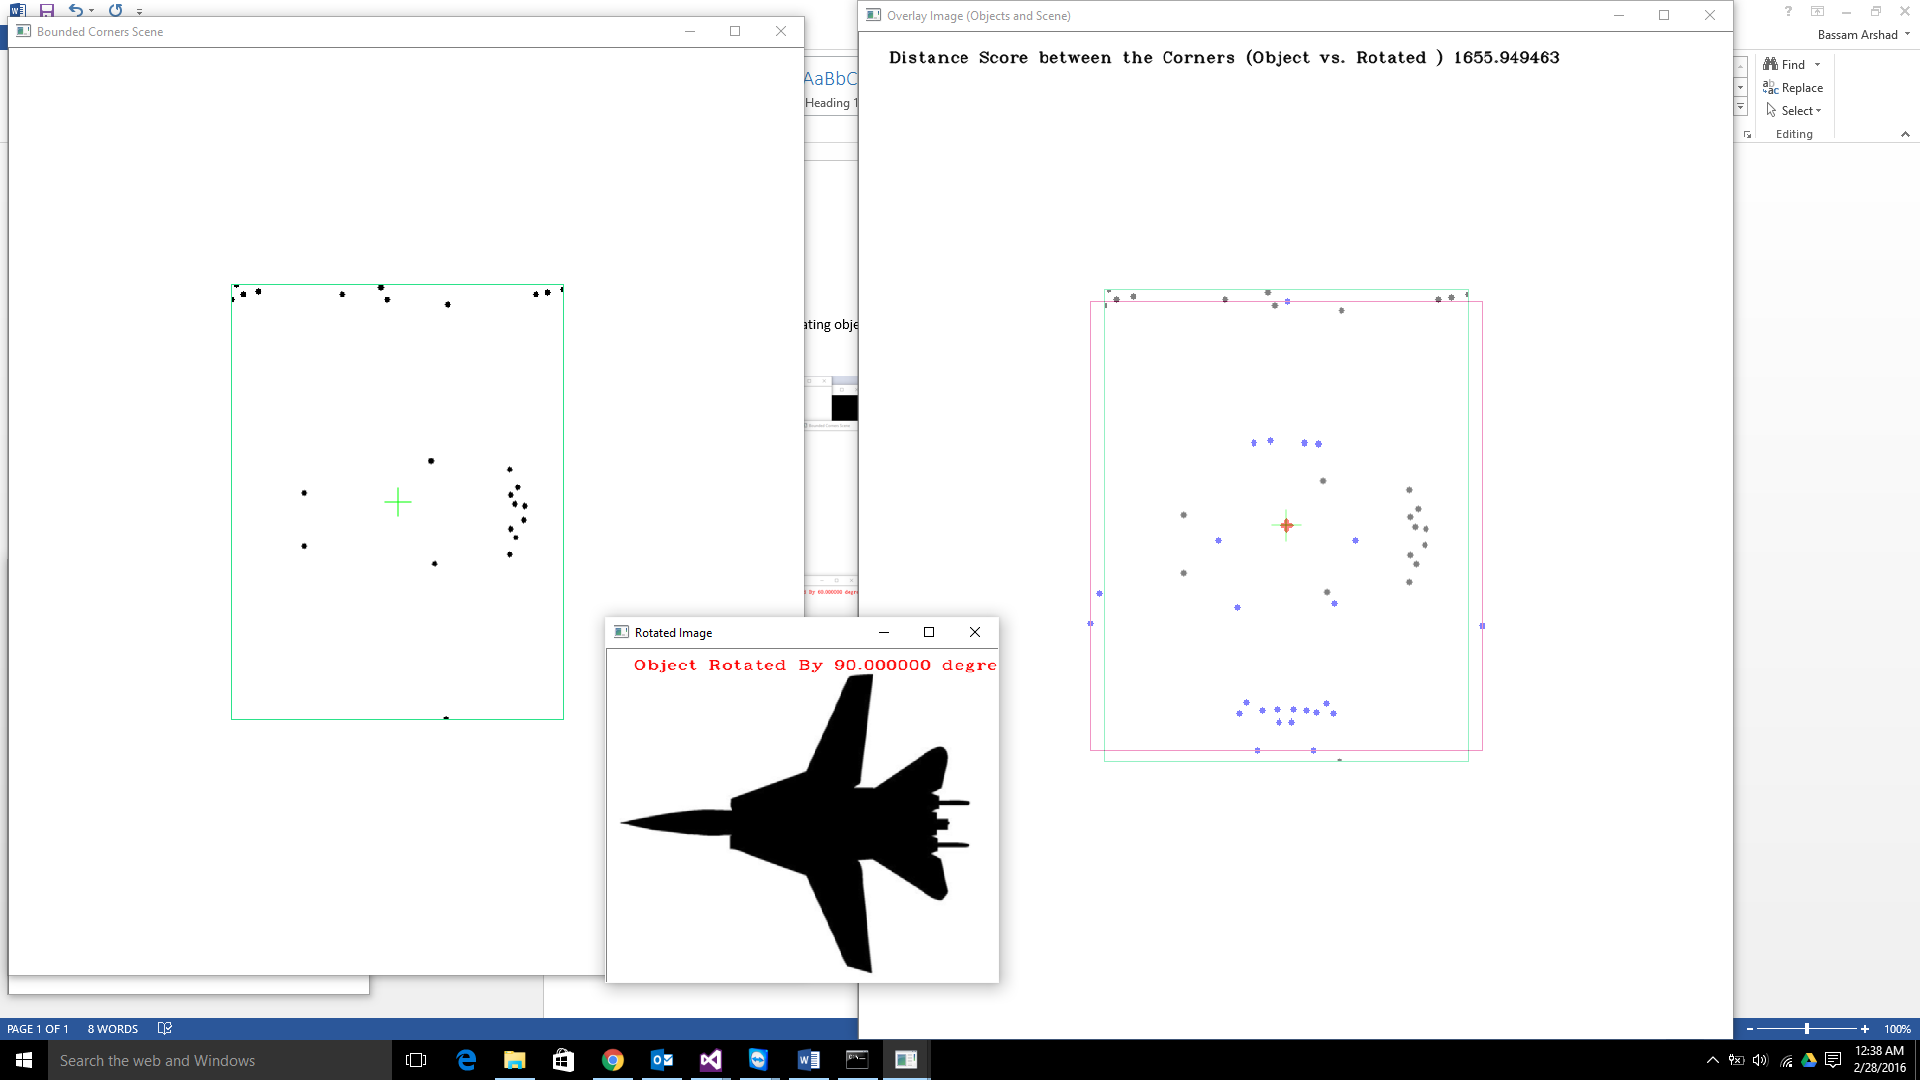 Bounded Corners Scene
Overlay Image (Objects and Scene)
Bassam Arshad
Distance Score between the Corners (Object vs. Rotated ) 1655.949463
AaBbC
Heading 1
Find
Replace
Select
Editing
ating obje
Rotated Image
Object Rotated By 90.000000 degre
PAGE 1 OF 1 8 WORDS
100%
Search the web and Windows
12:38 AM
2/28/2016